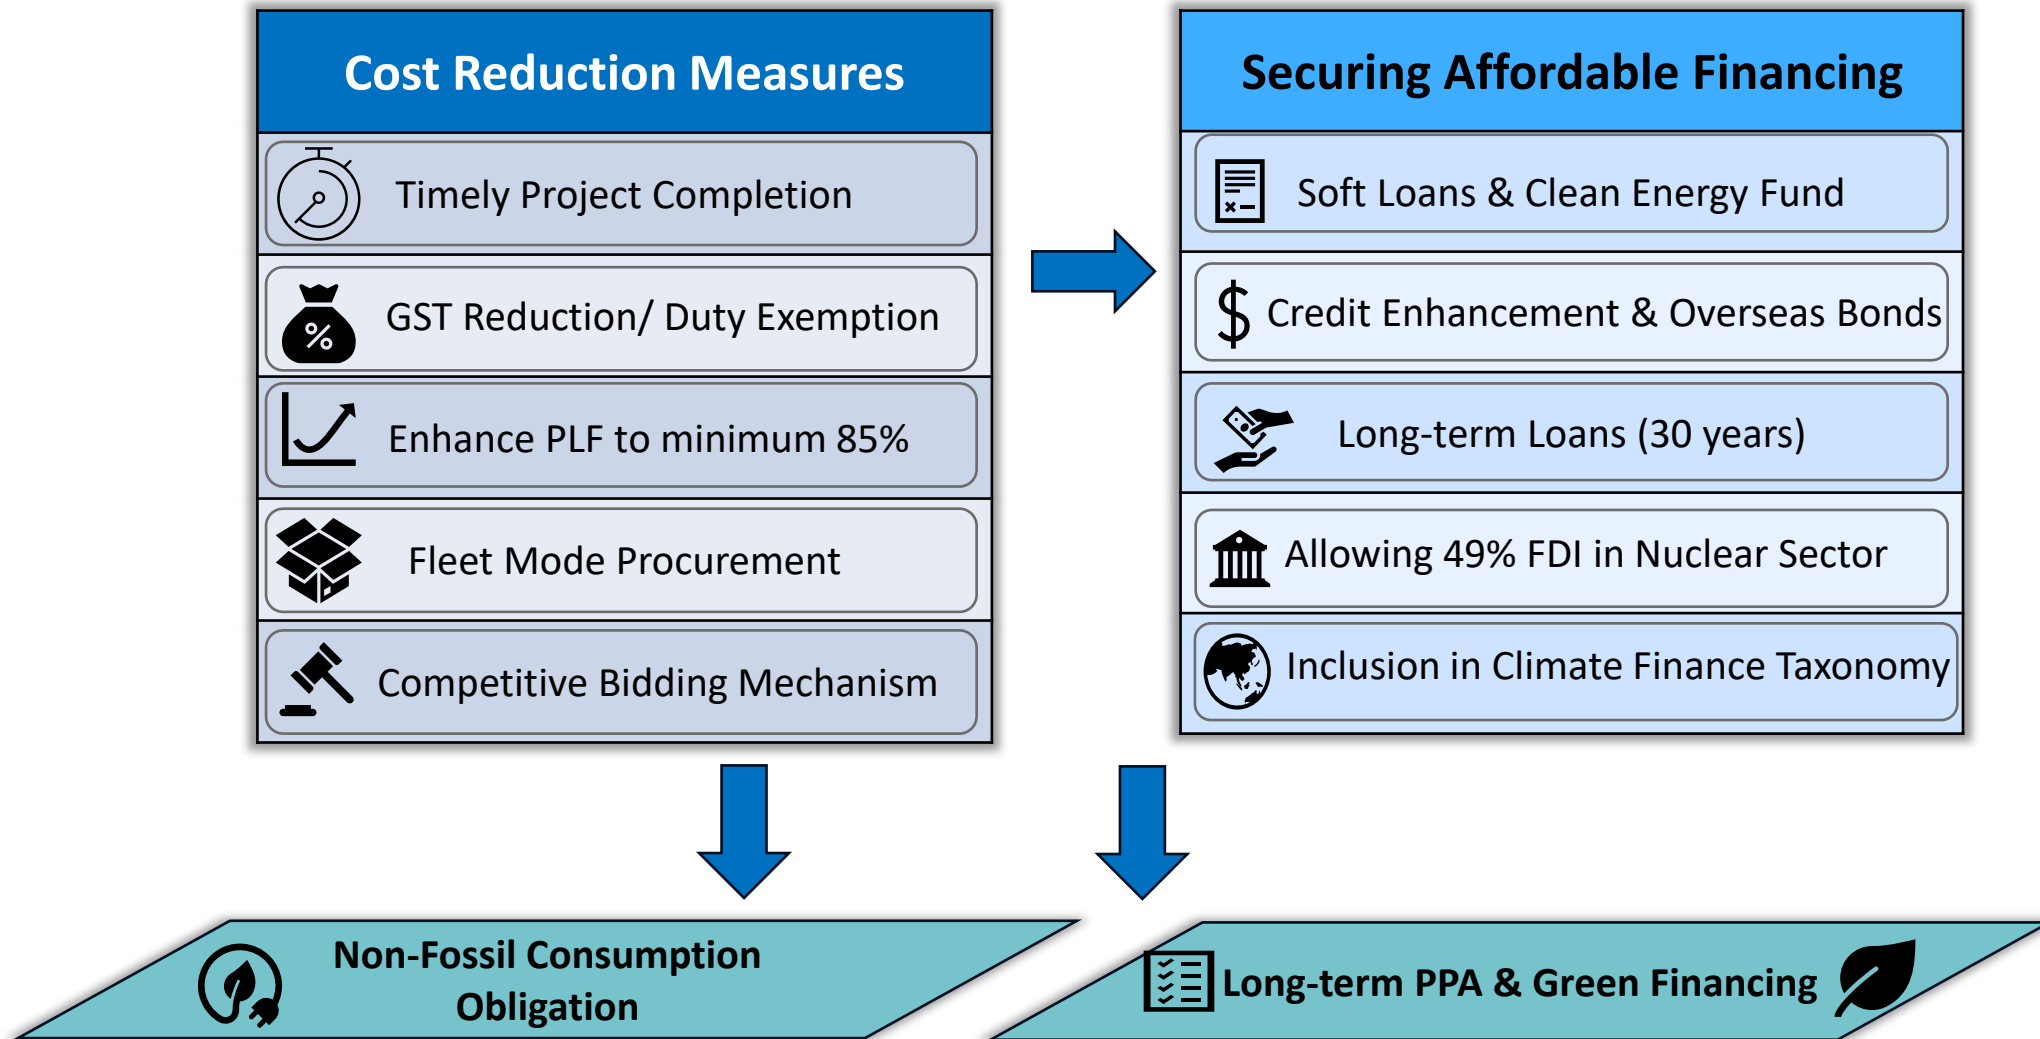 Cost Reduction Measures
Timely Project Completion
GST Reduction/ Duty Exemption
Enhance PLF to minimum 85%
Fleet Mode Procurement
Competitive Bidding Mechanism
Securing Affordable Financing
Soft Loans & Clean Energy Fund
Credit Enhancement & Overseas Bonds
Long-term Loans (30 years)
Allowing 49% FDI in Nuclear Sector
Inclusion in Climate Finance Taxonomy
Non-Fossil Consumption
Obligation
Long-term PPA & Green Financing